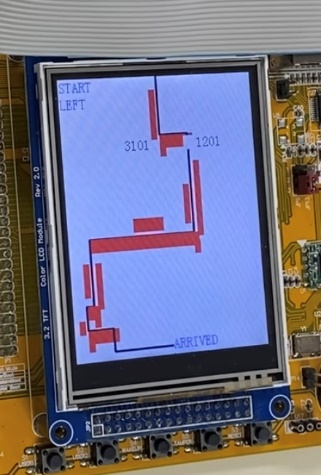 START
LEFT
3101
1201
ARRIVED
3.2 TFT Color LCD Module Rev 2.0